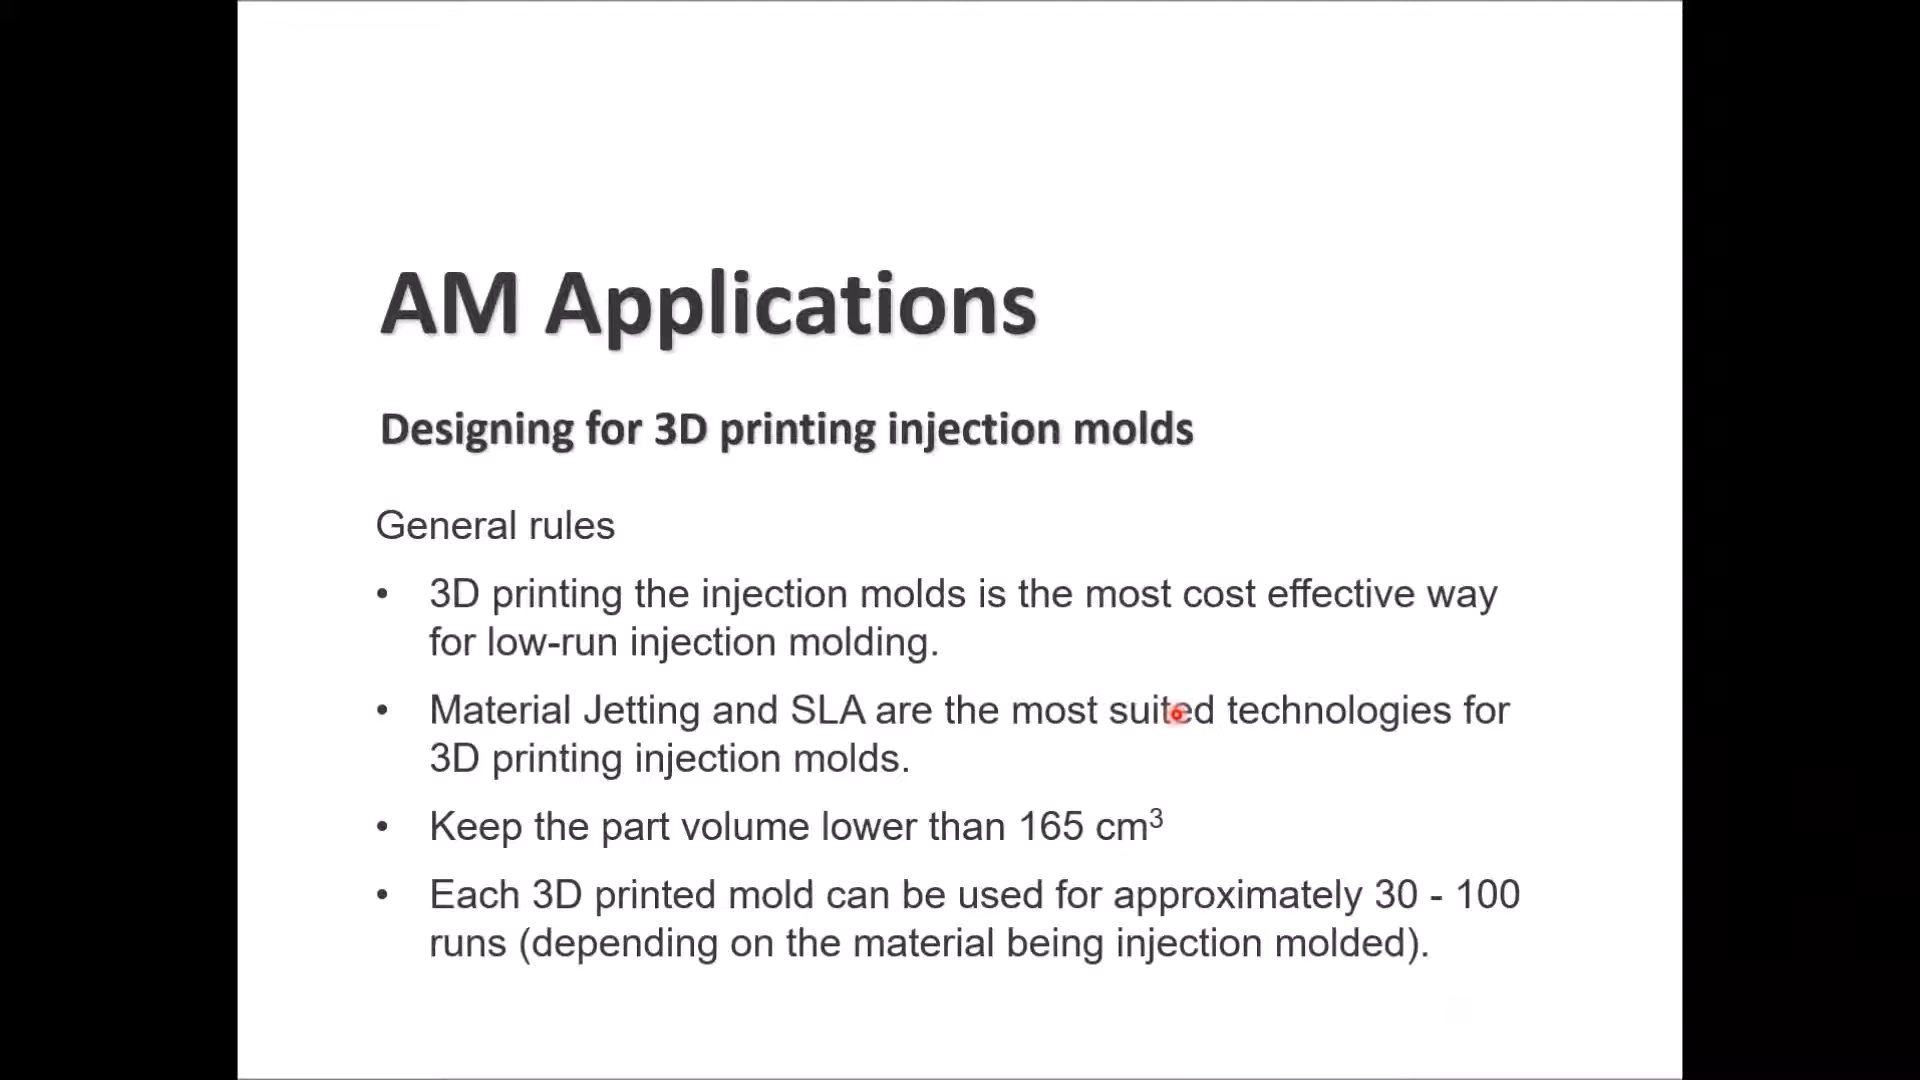 AM Applications
Designing for 3D printing injection molds
General rules
• 3D printing the injection molds is the most cost effective way
for low-run injection molding.
• Material Jetting and SLA are the most suited technologies for
3D printing injection molds.
• Keep the part volume lower than 165 cm³
• Each 3D printed mold can be used for approximately 30 - 100
runs (depending on the material being injection molded).